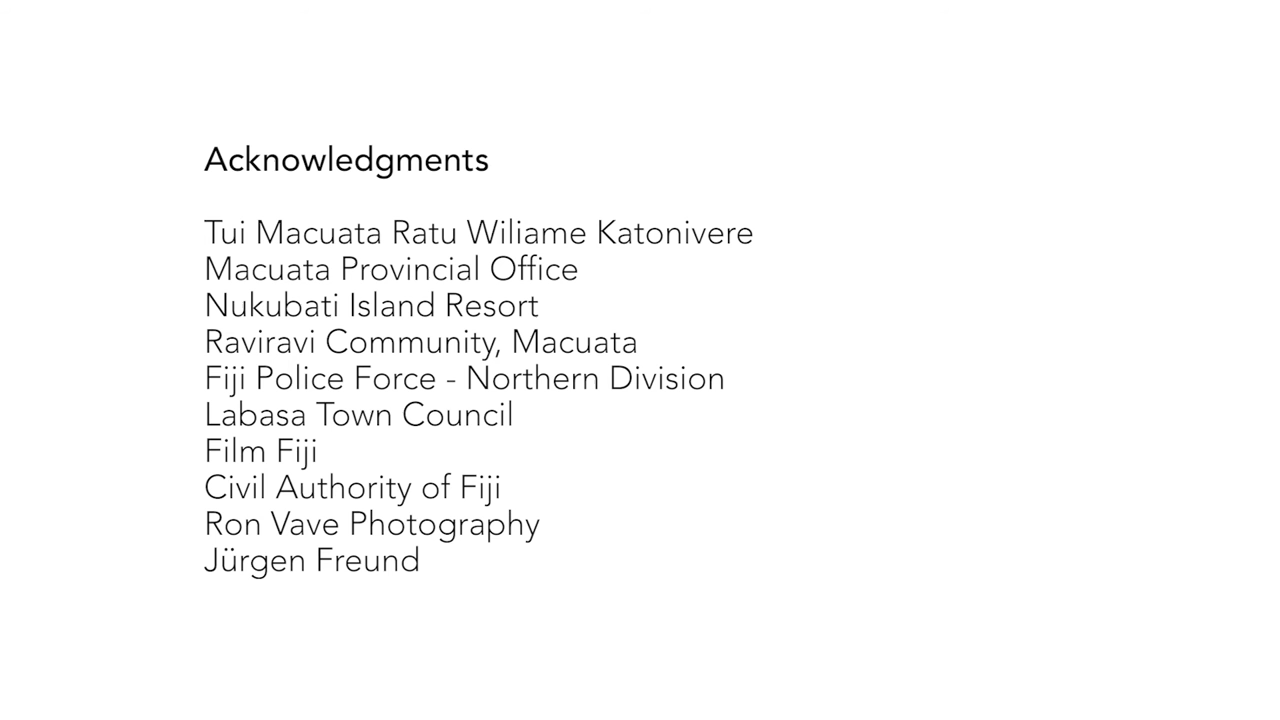 Acknowledgments
Tui Macuata Ratu Wiliame Katonivere
Macuata Provincial Office
Nukubati Island Resort
Raviravi Community, Macuata
Fiji Police Force - Northern Division
Labasa Town Council
Film Fiji
Civil Authority of Fiji
Ron Vave Photography
Jürgen Freund